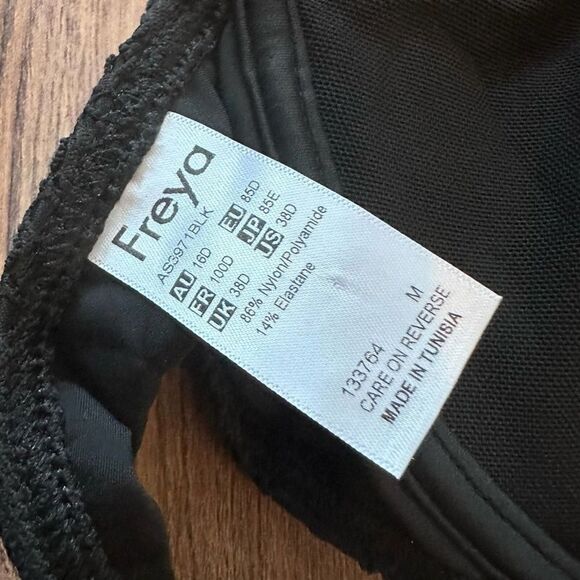 Freya
AS3971BLK
AU 16D EU 85D
FR 100D JP 85E
UK 38D US 38D
86% Nylon/Polyamide
14% Elastane
133764 M
CARE ON REVERSE
MADE IN TUNISIA